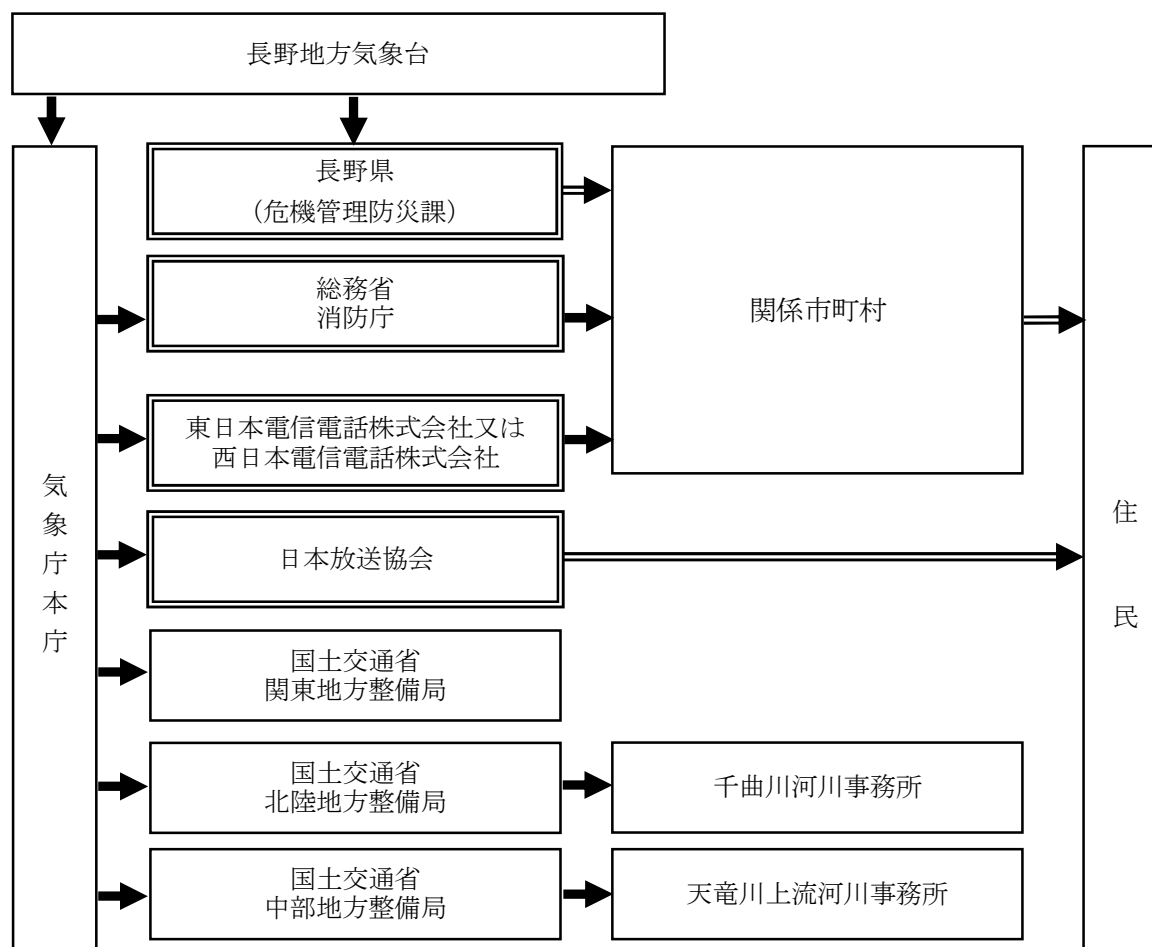 長野地方気象台
長野県
（危機管理防災課）
総務省
消防庁
関係市町村
東日本電信電話株式会社又は
西日本電信電話株式会社
気象庁本庁
住民
日本放送協会
国土交通省
関東地方整備局
国土交通省
北陸地方整備局
千曲川河川事務所
国土交通省
中部地方整備局
天竜川上流河川事務所